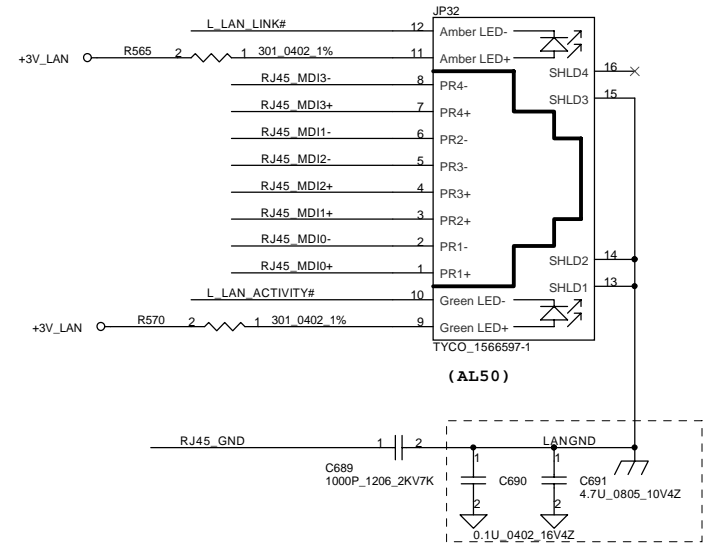 JP32
L_LAN_LINK# 12 Amber LED-
+3V_LAN R565 2 1 301_0402_1% 11 Amber LED+
SHLD4 16
RJ45_MDI3- 8 PR4-
SHLD3 15
RJ45_MDI3+ 7 PR4+
RJ45_MDI1- 6 PR2-
RJ45_MDI2- 5 PR3-
RJ45_MDI2+ 4 PR3+
RJ45_MDI1+ 3 PR2+
RJ45_MDI0- 2 PR1-
SHLD2 14
RJ45_MDI0+ 1 PR1+
SHLD1 13
L_LAN_ACTIVITY# 10 Green LED-
+3V_LAN R570 2 1 301_0402_1% 9 Green LED+
TYCO_1566597-1
(AL50)
RJ45_GND 1 2 LANGND
C689
1000P_1206_2KV7K
1 C690 2
1 C691 2
4.7U_0805_10V4Z
0.1U_0402_16V4Z